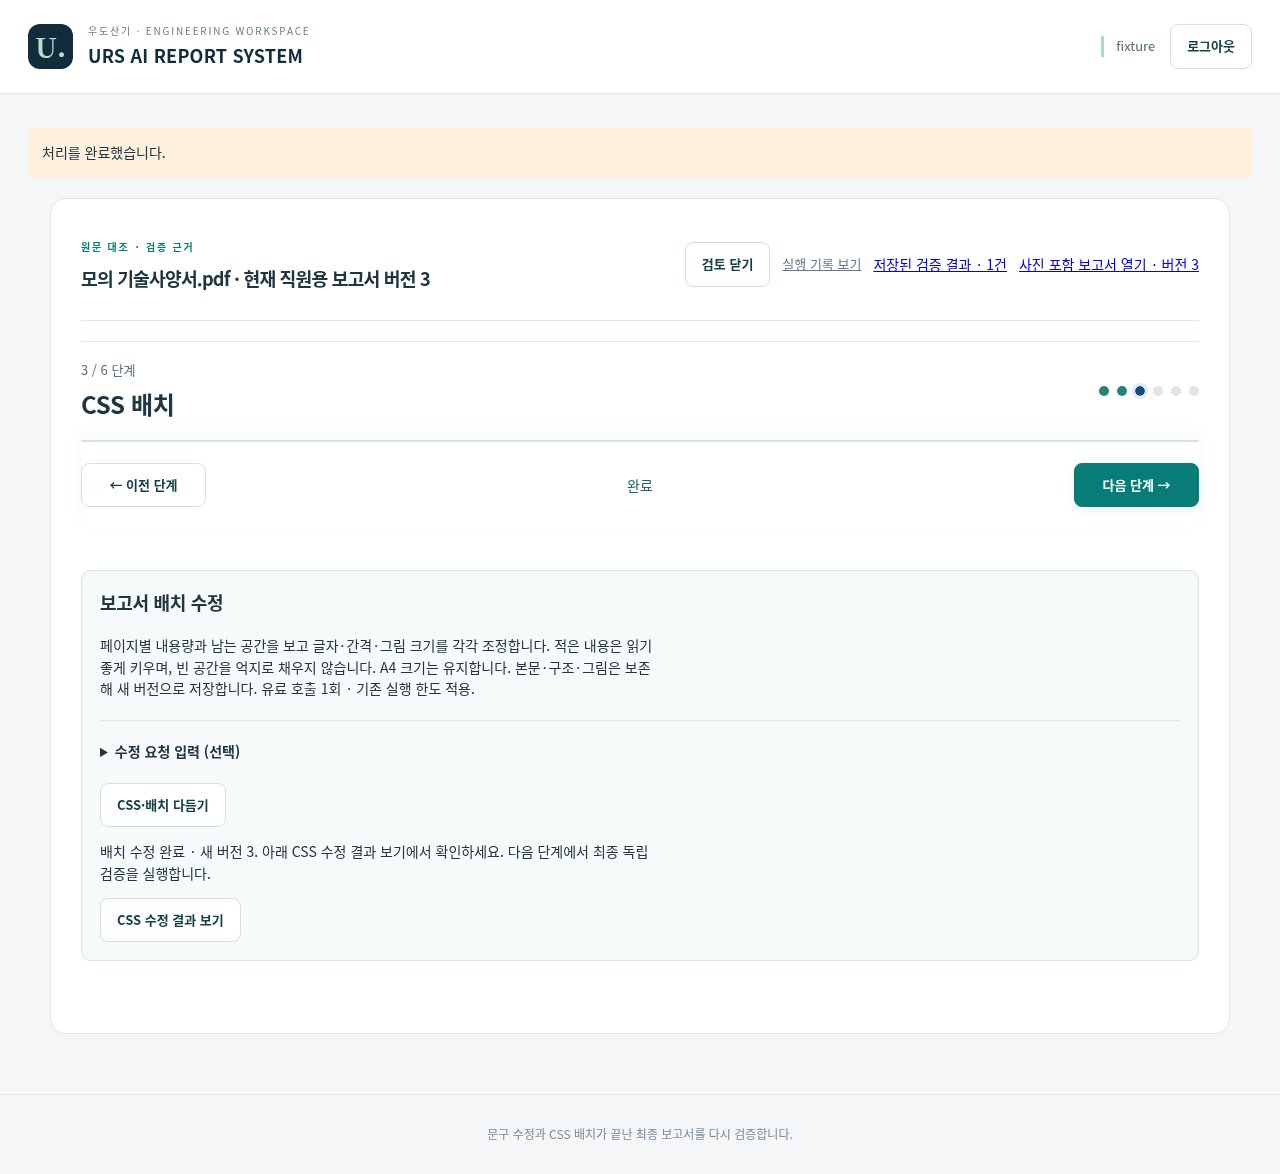 U.
우도산기 · ENGINEERING WORKSPACE
URS AI REPORT SYSTEM
fixture
로그아웃
처리를 완료했습니다.
원문 대조 · 검증 근거
모의 기술사양서.pdf · 현재 직원용 보고서 버전 3
검토 닫기
실행 기록 보기
저장된 검증 결과 · 1건
사진 포함 보고서 열기 · 버전 3
3 / 6 단계
CSS 배치
← 이전 단계
완료
다음 단계 →
보고서 배치 수정
페이지별 내용량과 남는 공간을 보고 글자·간격·그림 크기를 각각 조정합니다. 적은 내용은 읽기
좋게 키우며, 빈 공간을 억지로 채우지 않습니다. A4 크기는 유지합니다. 본문·구조·그림은 보존
해 새 버전으로 저장합니다. 유료 호출 1회 · 기존 실행 한도 적용.
▶ 수정 요청 입력 (선택)
CSS·배치 다듬기
배치 수정 완료 · 새 버전 3. 아래 CSS 수정 결과 보기에서 확인하세요. 다음 단계에서 최종 독립
검증을 실행합니다.
CSS 수정 결과 보기
문구 수정과 CSS 배치가 끝난 최종 보고서를 다시 검증합니다.